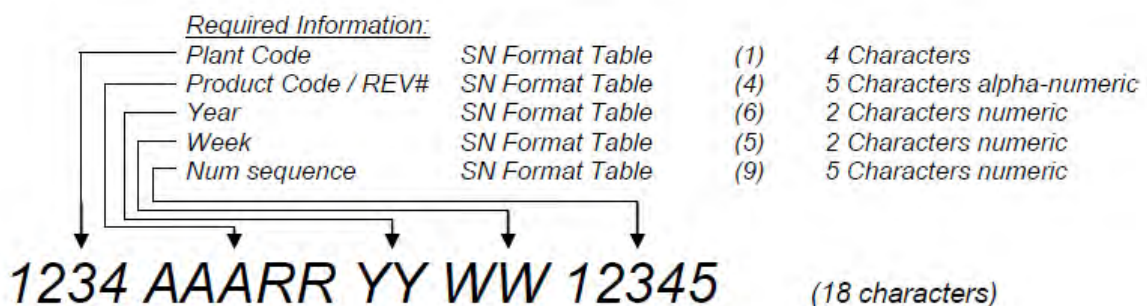 Required Information:
Plant Code SN Format Table (1) 4 Characters
Product Code / REV# SN Format Table (4) 5 Characters alpha-numeric
Year SN Format Table (6) 2 Characters numeric
Week SN Format Table (5) 2 Characters numeric
Num sequence SN Format Table (9) 5 Characters numeric
1234 AAARR YY WW 12345 (18 characters)